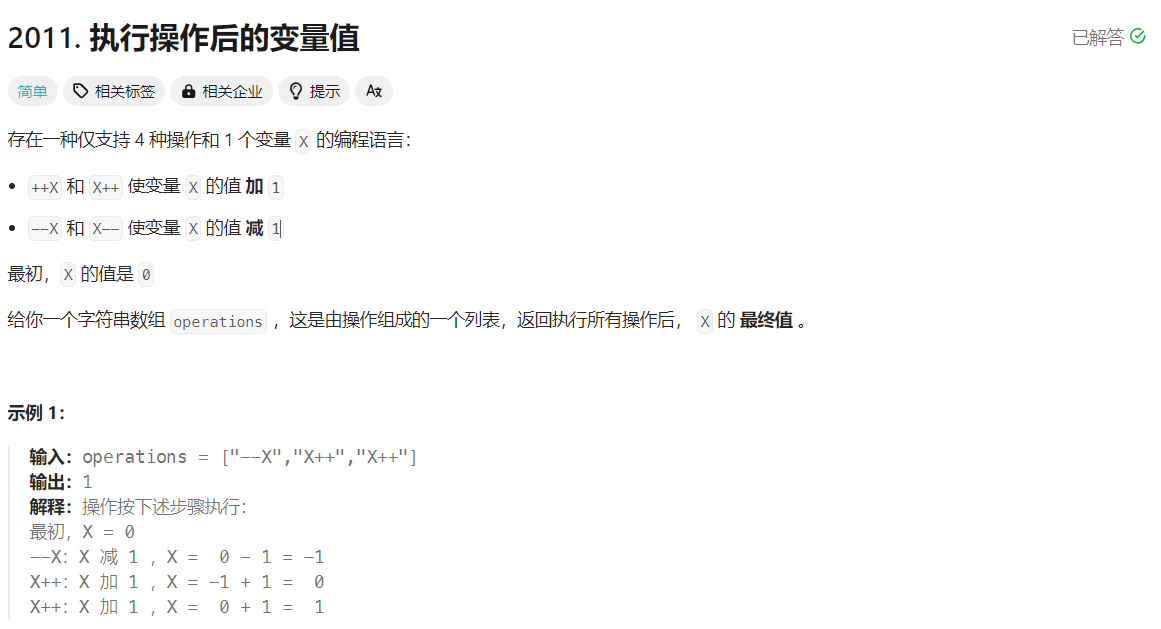 2011. 执行操作后的变量值
已解答
简单 相关标签 相关企业 提示 Aあ
存在一种仅支持 4 种操作和 1 个变量 X 的编程语言：
++X 和 X++ 使变量 X 的值 加 1
--X 和 X-- 使变量 X 的值 减 1
最初，X 的值是 0
给你一个字符串数组 operations ，这是由操作组成的一个列表，返回执行所有操作后， X 的 最终值 。
示例 1：
输入：operations = ["--X","X++","X++"]
输出：1
解释：操作按下述步骤执行：
最初，X = 0
--X：X 减 1 ，X =  0 - 1 = -1
X++：X 加 1 ，X = -1 + 1 =  0
X++：X 加 1 ，X =  0 + 1 =  1